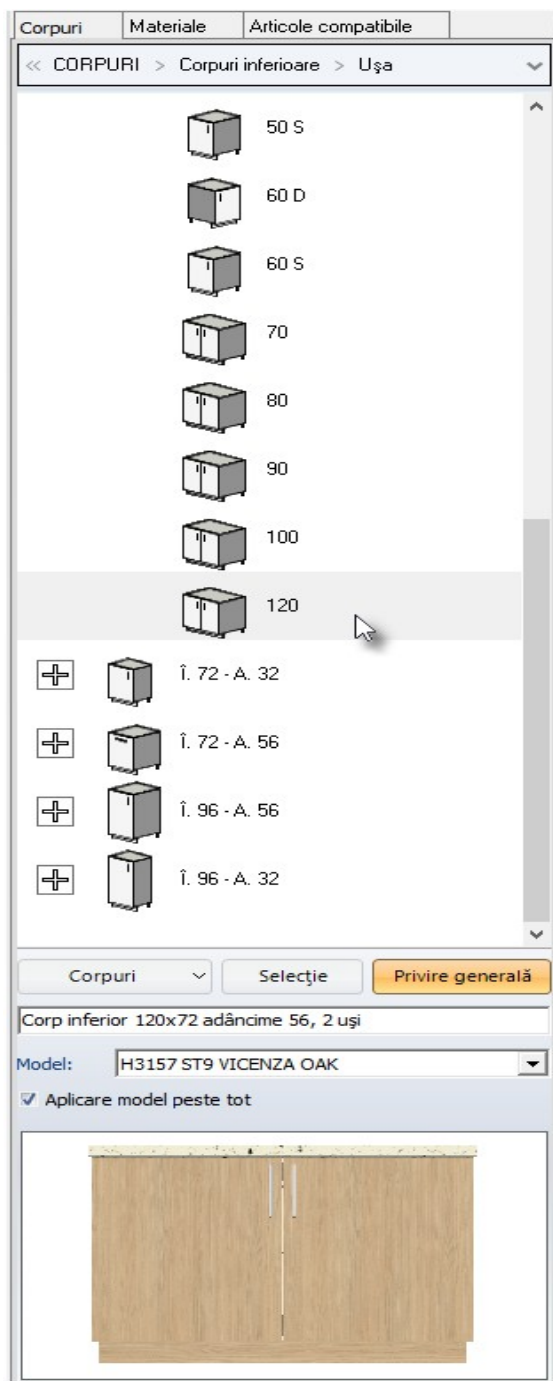 Corpuri Materiale Articole compatibile
« CORPURI > Corpuri inferioare > Uşa
50 S
60 D
60 S
70
80
90
100
120
Î. 72 - A. 32
Î. 72 - A. 56
Î. 96 - A. 56
Î. 96 - A. 32
Corpuri Selecţie Privire generală
Corp inferior 120x72 adâncime 56, 2 uşi
Model: H3157 ST9 VICENZA OAK
Aplicare model peste tot